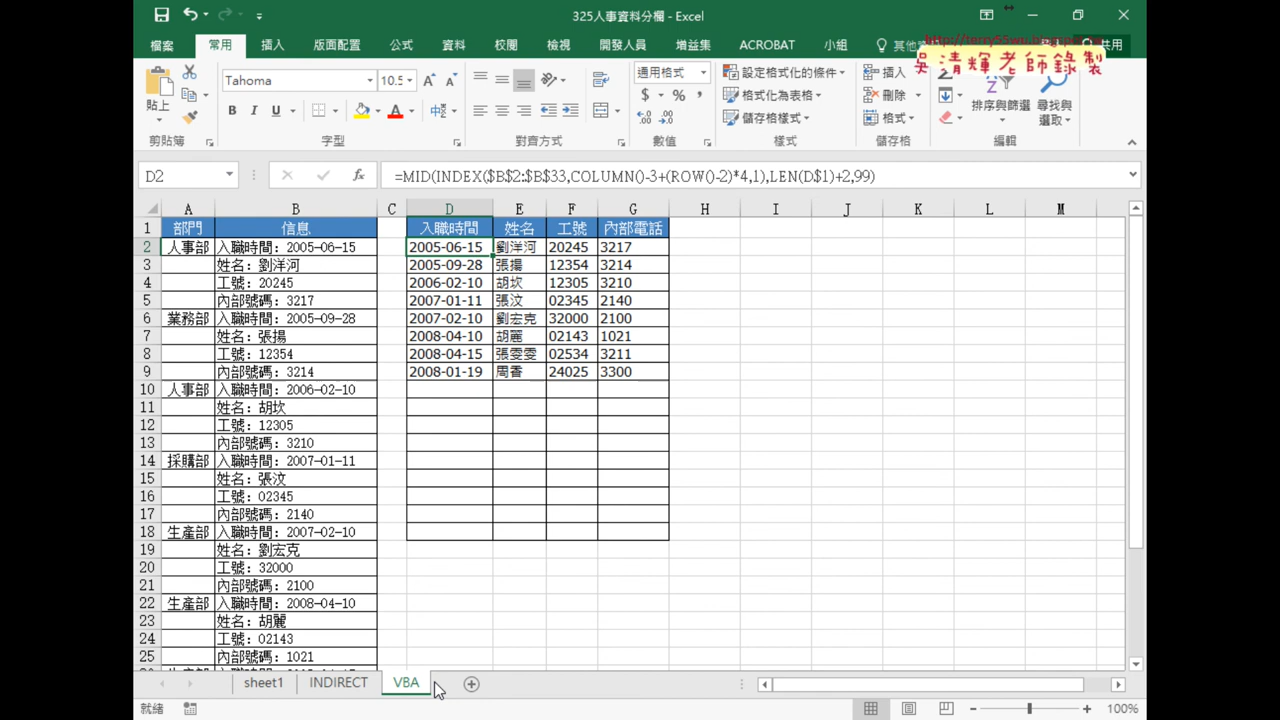 325人事資料分欄 - Excel
檔案 常用 插入 版面配置 公式 資料 校閱 檢視 開發人員 增益集 ACROBAT 小組 共用
吳清輝老師錄製
Tahoma 10.5 通用格式 設定格式化的條件 插入
貼上 B I U 中 $ % , 格式化為表格 刪除 排序與篩選 尋找與
儲存格樣式 格式 選取
剪貼簿 字型 對齊方式 數值 樣式 儲存格 編輯
D2 fx =MID(INDEX($B$2:$B$33,COLUMN()-3+(ROW()-2)*4,1),LEN(D$1)+2,99)
A B C D E F G H I J K L M
1 部門 信息 入職時間 姓名 工號 內部電話
2 人事部 入職時間: 2005-06-15 2005-06-15 劉洋河 20245 3217
3 姓名: 劉洋河 2005-09-28 張揚 12354 3214
4 工號: 20245 2006-02-10 胡坎 12305 3210
5 內部號碼: 3217 2007-01-11 張汶 02345 2140
6 業務部 入職時間: 2005-09-28 2007-02-10 劉宏克 32000 2100
7 姓名: 張揚 2008-04-10 胡麗 02143 1021
8 工號: 12354 2008-04-15 張雯雯 02534 3211
9 內部號碼: 3214 2008-01-19 周香 24025 3300
10 人事部 入職時間: 2006-02-10
11 姓名: 胡坎
12 工號: 12305
13 內部號碼: 3210
14 採購部 入職時間: 2007-01-11
15 姓名: 張汶
16 工號: 02345
17 內部號碼: 2140
18 生產部 入職時間: 2007-02-10
19 姓名: 劉宏克
20 工號: 32000
21 內部號碼: 2100
22 生產部 入職時間: 2008-04-10
23 姓名: 胡麗
24 工號: 02143
25 內部號碼: 1021
sheet1 INDIRECT VBA
就緒 100%